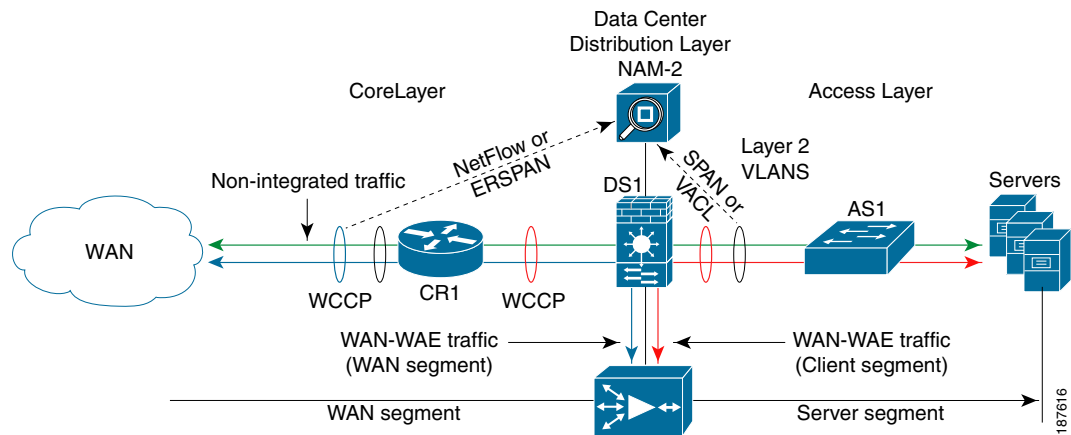 Data Center
Distribution Layer
NAM-2
CoreLayer
Access Layer
NetFlow or
ERSPAN
SPAN or
VACL
Layer 2
VLANS
Non-integrated traffic
DS1
Servers
AS1
WAN
WCCP
CR1
WCCP
WAN-WAE traffic
(WAN segment)
WAN-WAE traffic
(Client segment)
WAN segment
Server segment
187616